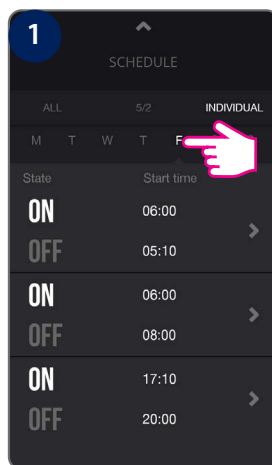 1
SCHEDULE
ALL 5/2 INDIVIDUAL
M T W T F
State Start time
ON 06:00
OFF 05:10
ON 06:00
OFF 08:00
ON 17:10
OFF 20:00